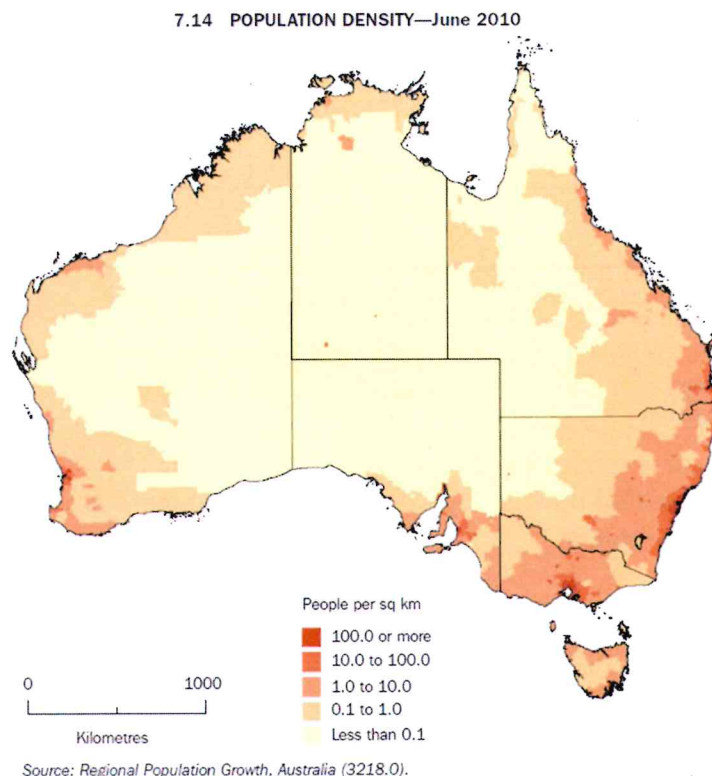 7.14 POPULATION DENSITY—June 2010
People per sq km
100.0 or more
10.0 to 100.0
1.0 to 10.0
0.1 to 1.0
Less than 0.1
0 1000
Kilometres
Source: Regional Population Growth, Australia (3218.0).